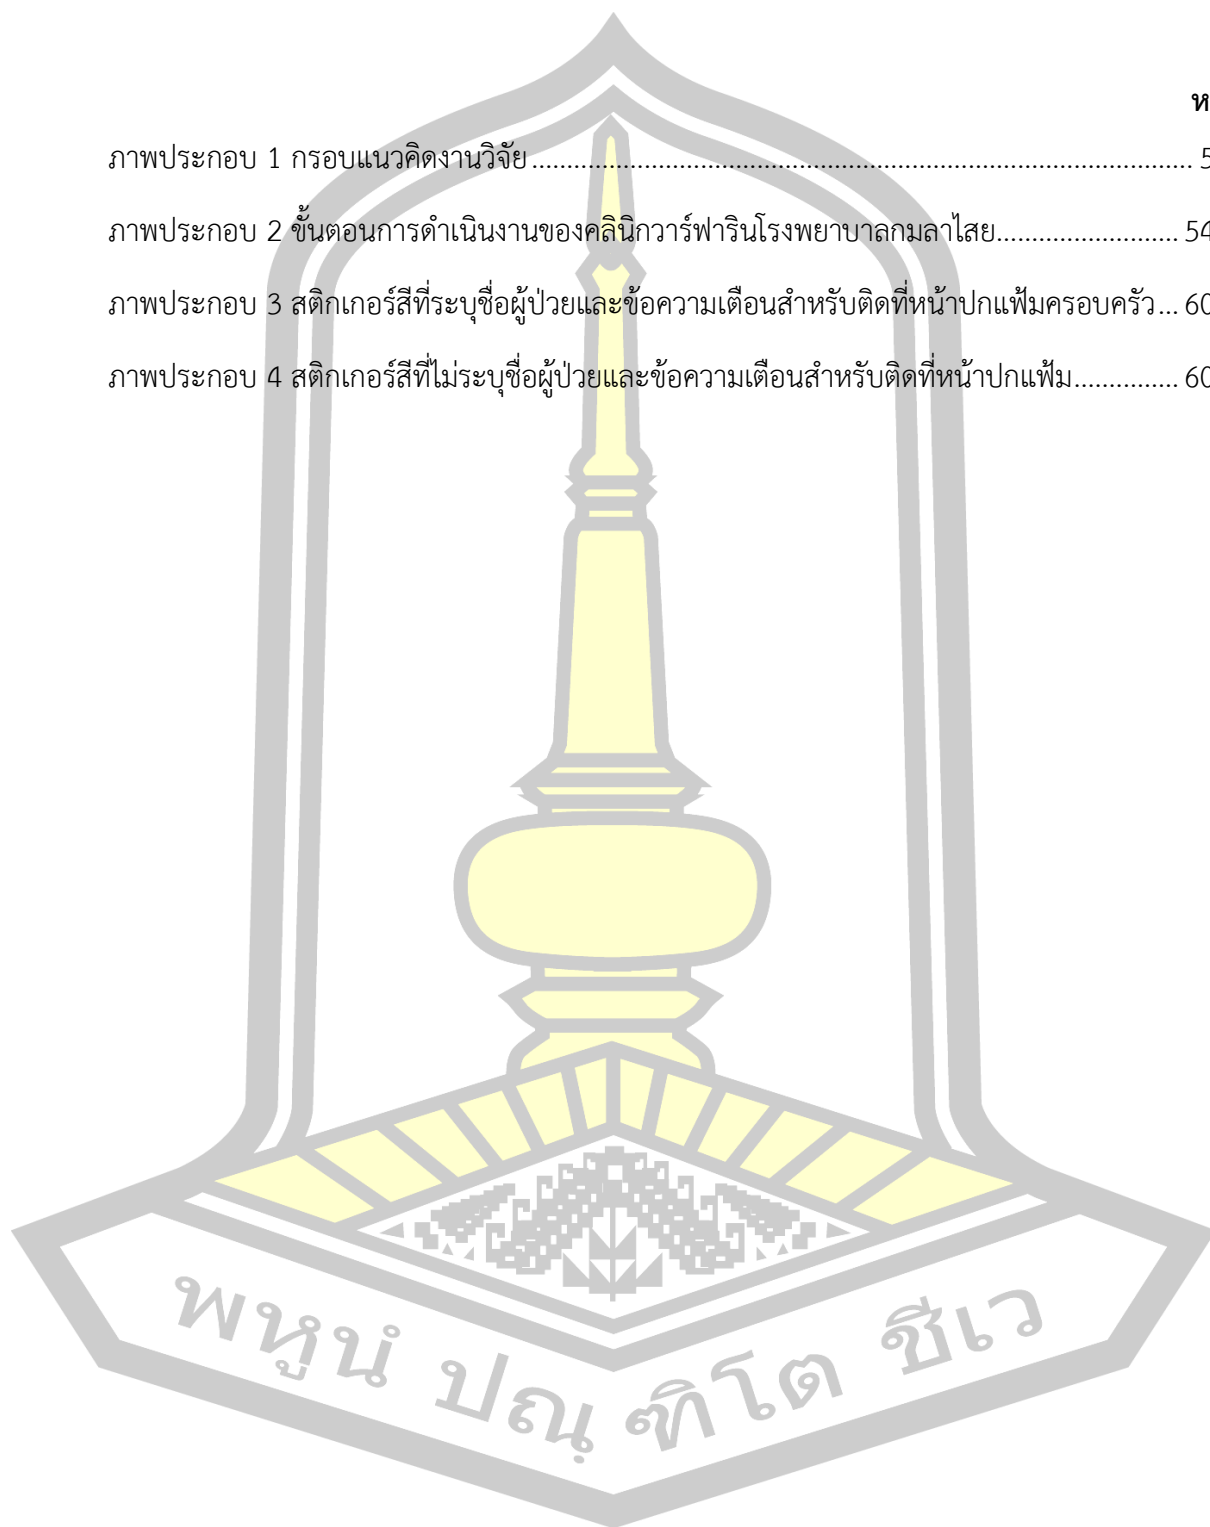 ห
ภาพประกอบ 1 กรอบแนวคิดงานวิจัย........................................................................................... 5
ภาพประกอบ 2 ขั้นตอนการดำเนินงานของคลินิกวาร์ฟารินโรงพยาบาลกมลาไสย.......................... 54
ภาพประกอบ 3 สติกเกอร์สีที่ระบุชื่อผู้ป่วยและข้อความเตือนสำหรับติดที่หน้าปกแฟ้มครอบครัว... 60
ภาพประกอบ 4 สติกเกอร์สีที่ไม่ระบุชื่อผู้ป่วยและข้อความเตือนสำหรับติดที่หน้าปกแฟ้ม............... 60
พหูนํ ปณฺ ฑิโต ชีเว